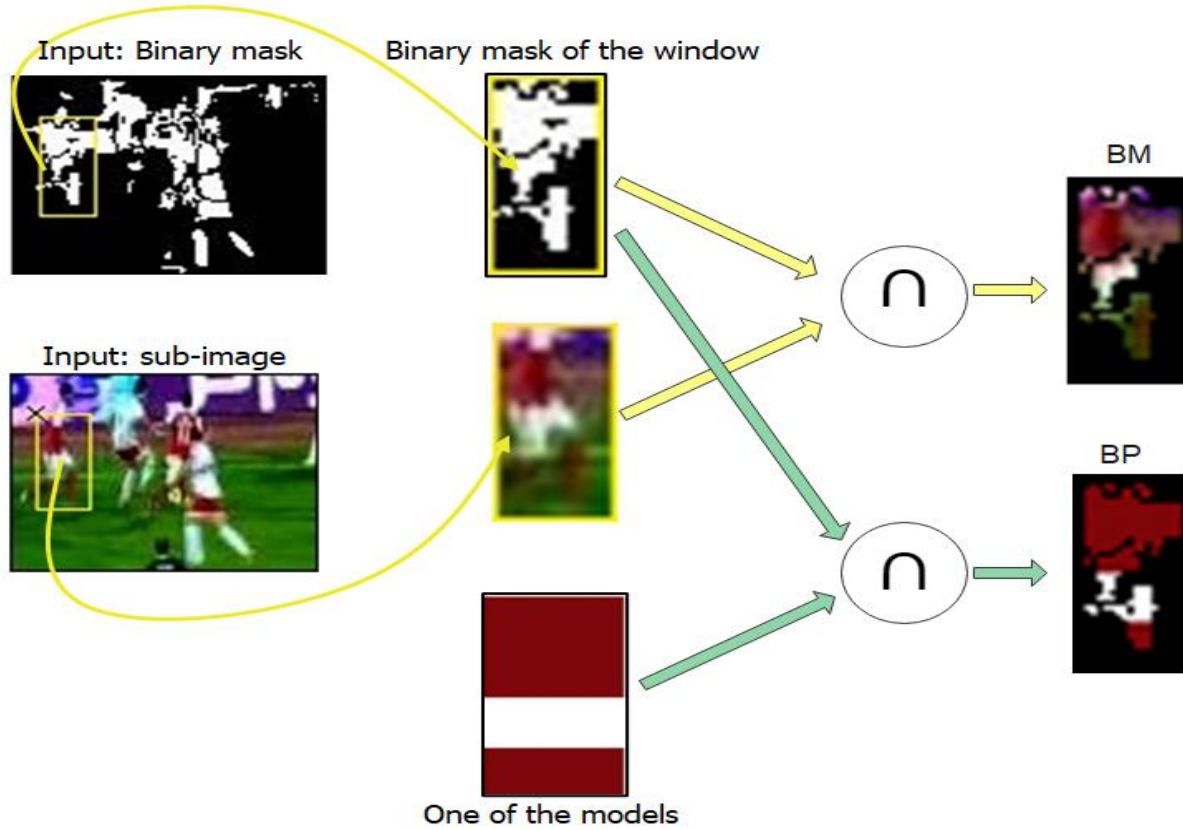 Input: Binary mask
Binary mask of the window
BM
Input: sub-image
BP
∩
∩
One of the models